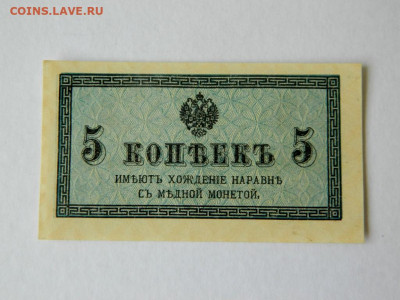 COINS.LAVE.RU
5 КОПѢЕКЪ 5
ИМѢЮТЪ ХОЖДЕНІЕ НАРАВНѢ
СЪ МѢДНОЙ МОНЕТОЙ.